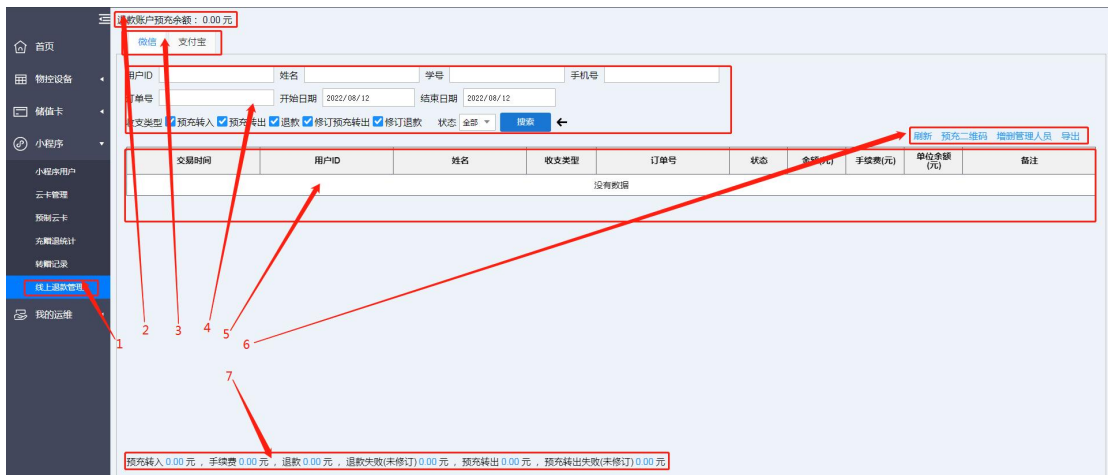 退款账户预充余额： 0.00 元
微信 支付宝
首页
物控设备
储值卡
小程序
小程序用户
云卡管理
预制云卡
充赠退统计
转赠记录
线上退款管理
我的运维
用户ID 姓名 学号 手机号
订单号 开始日期 2022/08/12 结束日期 2022/08/12
收支类型 预充转入 预充转出 退款 修订预充转出 修订退款 状态 全部 搜索
刷新 预充二维码 增删管理人员 导出
交易时间 用户ID 姓名 收支类型 订单号 状态 金额(元) 手续费(元) 单位余额(元) 备注
没有数据
1 2 3 4 5 6
7
预充转入 0.00 元 ， 手续费 0.00 元 ， 退款 0.00 元 ， 退款失败(未修订) 0.00 元 ， 预充转出 0.00 元 ， 预充转出失败(未修订) 0.00 元